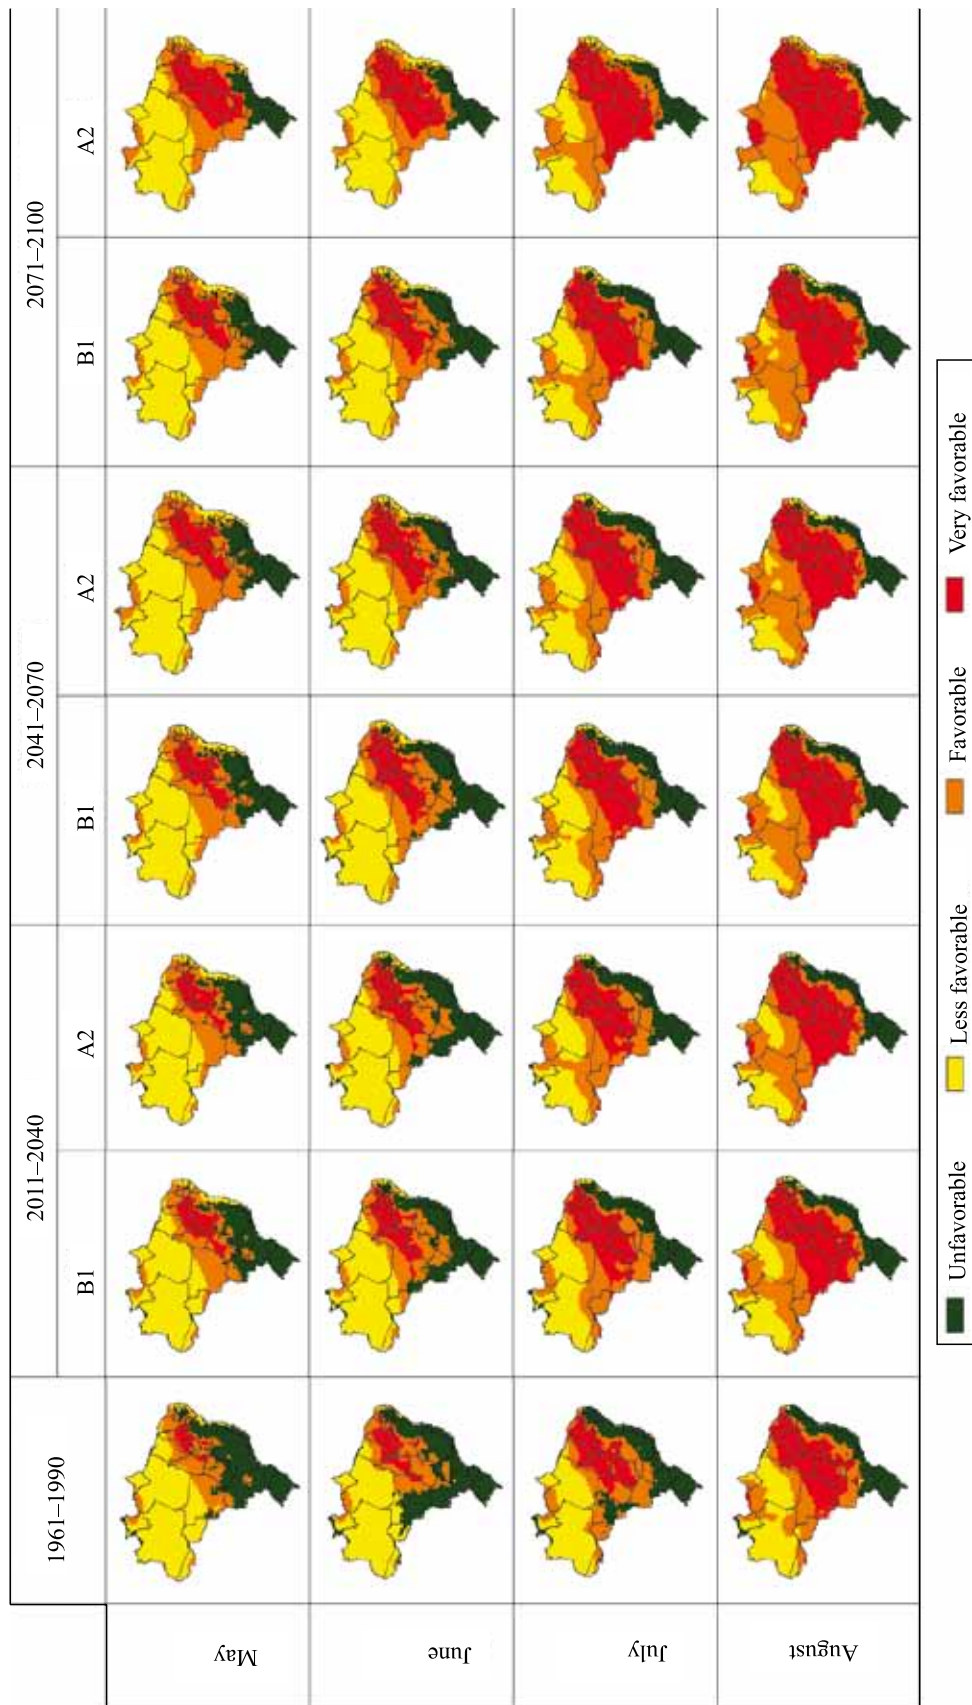 1961–1990
2011–2040
2041–2070
2071–2100
B1
A2
B1
A2
B1
A2
May
June
July
August
Unfavorable
Less favorable
Favorable
Very favorable